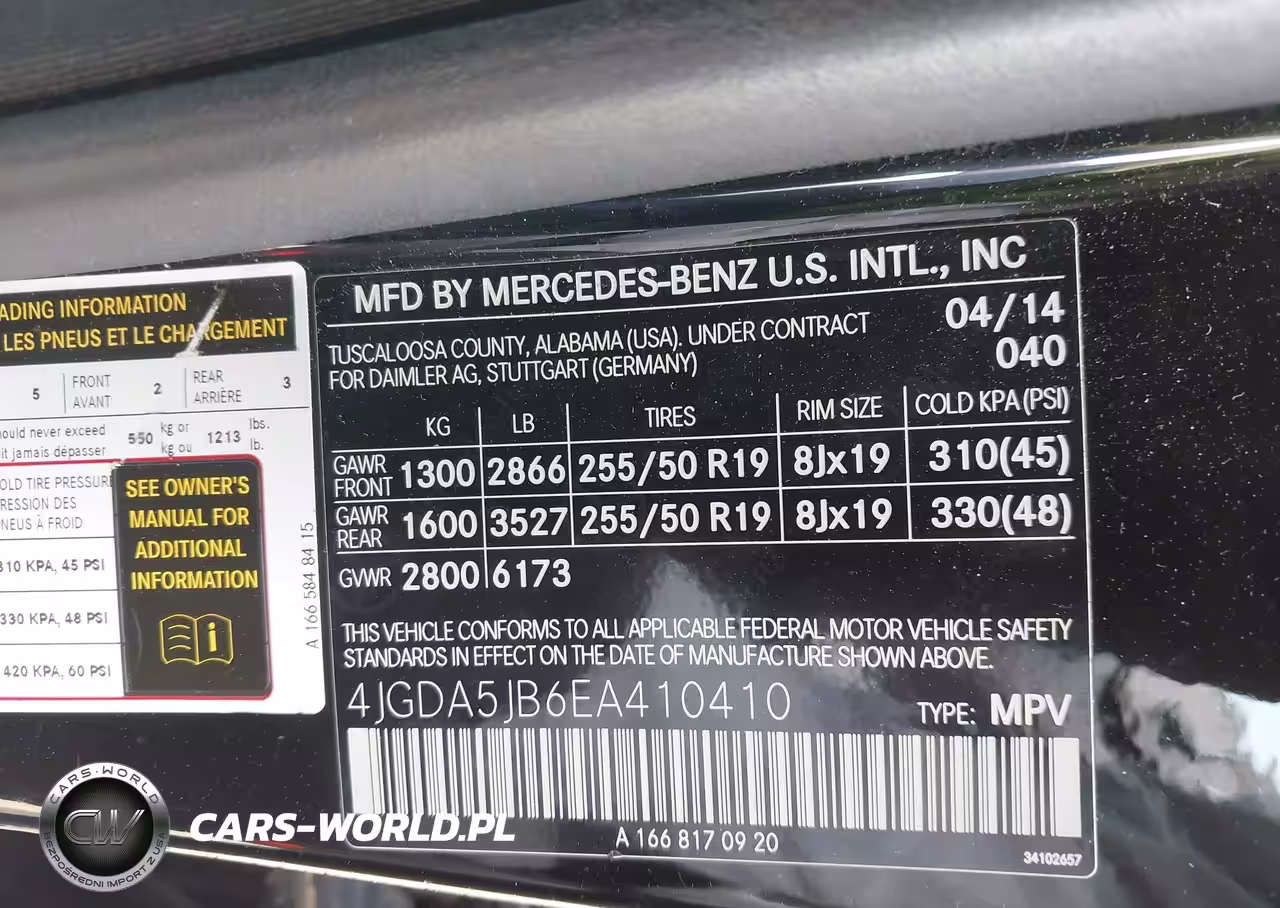 ADING INFORMATION
LES PNEUS ET LE CHARGEMENT
5 FRONT AVANT 2 REAR ARRIÈRE 3
ould never exceed 550 kg or 1213 lbs.
it jamais dépasser kg ou lb.
OLD TIRE PRESSURE
RESSION DES
NEUS À FROID
310 KPA, 45 PSI
330 KPA, 48 PSI
420 KPA, 60 PSI
SEE OWNER'S
MANUAL FOR
ADDITIONAL
INFORMATION
A 166 584 84 15
MFD BY MERCEDES-BENZ U.S. INTL., INC
TUSCALOOSA COUNTY, ALABAMA (USA). UNDER CONTRACT
FOR DAIMLER AG, STUTTGART (GERMANY)
04/14
040
KG LB TIRES RIM SIZE COLD KPA(PSI)
GAWR FRONT 1300 2866 255/50 R19 8Jx19 310(45)
GAWR REAR 1600 3527 255/50 R19 8Jx19 330(48)
GVWR 2800 6173
THIS VEHICLE CONFORMS TO ALL APPLICABLE FEDERAL MOTOR VEHICLE SAFETY
STANDARDS IN EFFECT ON THE DATE OF MANUFACTURE SHOWN ABOVE.
4JGDA5JB6EA410410 TYPE: MPV
A 166 817 09 20
34102657
CARS-WORLD
CW
BEZPOŚREDNI IMPORT Z USA
CARS-WORLD.PL